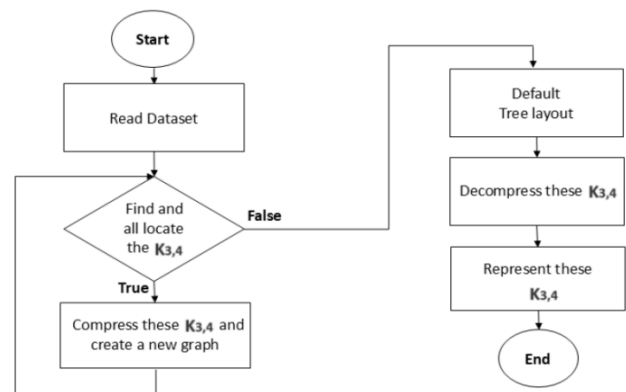 Start
Read Dataset
Find and
all locate
the K3,4
False
True
Compress these K3,4 and
create a new graph
Default
Tree layout
Decompress these K3,4
Represent these
K3,4
End